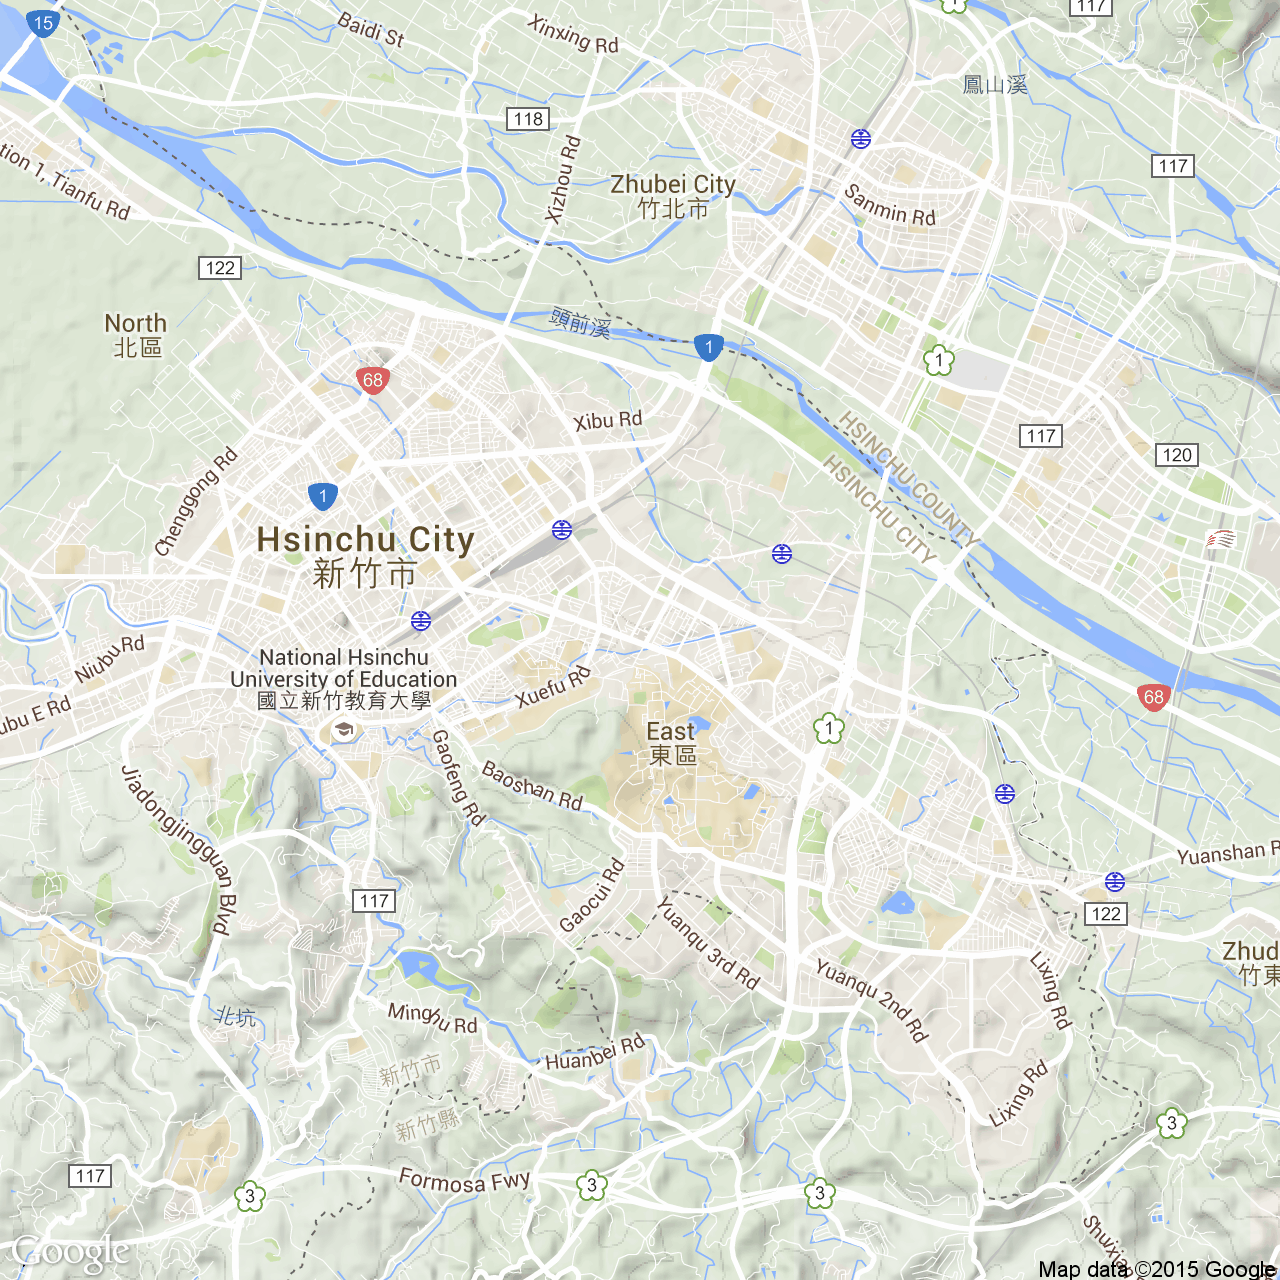 15
Baidi St
Xinxing Rd
1
117
118
鳳山溪
tion 1, Tianfu Rd
Xizhou Rd
Zhubei City
竹北市
Sanmin Rd
117
122
North
北區
頭前溪
1
1
68
Xibu Rd
HSINCHU COUNTY
HSINCHU CITY
117
120
Chenggong Rd
1
Hsinchu City
新竹市
Niubu Rd
National Hsinchu
University of Education
國立新竹教育大學
Xuefu Rd
ubu E Rd
68
East
東區
1
Gaofeng Rd
Baoshan Rd
Jiadongjingguan Blvd
Yuanshan R
117
Gaocui Rd
Yuanqu 3rd Rd
122
Zhud
竹東
Yuanqu 2nd Rd
Lixing Rd
北坑
Minghu Rd
Huanbei Rd
新竹市
新竹縣
Lixing Rd
3
117
Formosa Fwy
3
3
3
Shuixian
Google
Map data ©2015 Google